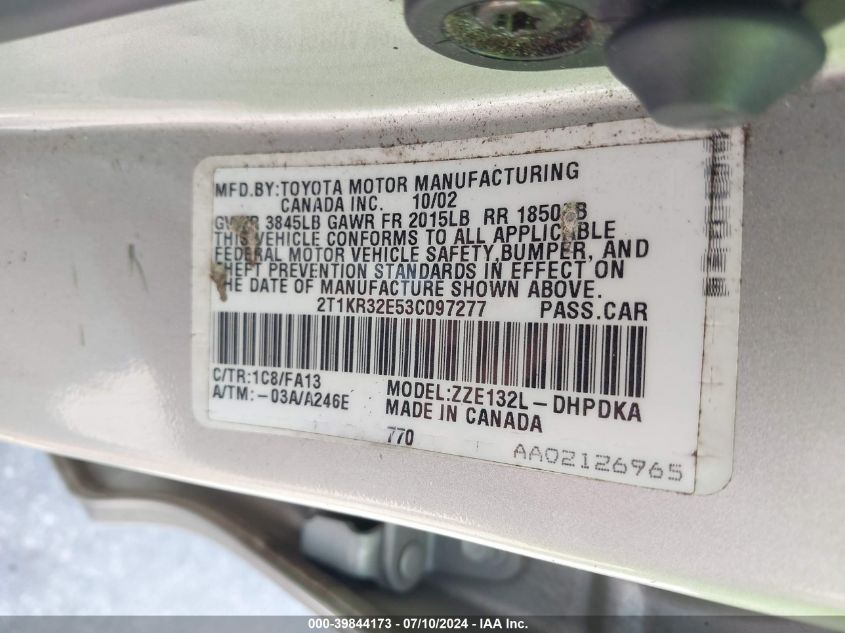 MFD.BY:TOYOTA MOTOR MANUFACTURING
CANADA INC. 10/02
GVWR 3845LB GAWR FR 2015LB RR 1850LB
THIS VEHICLE CONFORMS TO ALL APPLICABLE
FEDERAL MOTOR VEHICLE SAFETY,BUMPER, AND
THEFT PREVENTION STANDARDS IN EFFECT ON
THE DATE OF MANUFACTURE SHOWN ABOVE.
2T1KR32E53C097277 PASS.CAR
C/TR:1C8/FA13
A/TM:-03A/A246E
MODEL:ZZE132L-DHPDKA
MADE IN CANADA
770
AA02126965
000-39844173 - 07/10/2024 - IAA Inc.